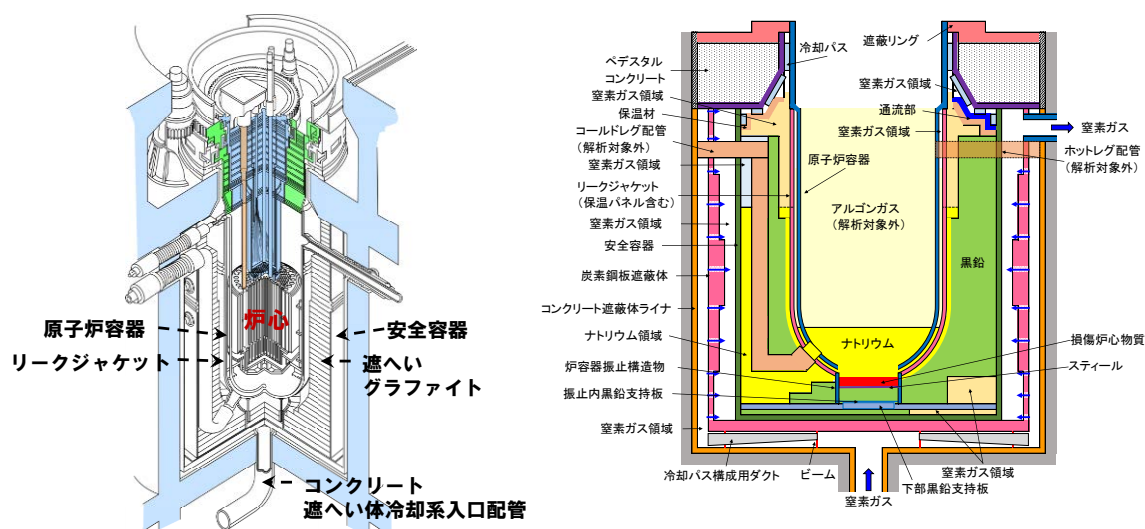 炉心
原子炉容器
リークジャケット
安全容器
遮へい
グラファイト
コンクリート
遮へい体冷却系入口配管
ペデスタル
コンクリート
窒素ガス領域
保温材
コールドレグ配管
(解析対象外)
窒素ガス領域
リークジャケット
(保温パネル含む)
窒素ガス領域
安全容器
炭素鋼板遮蔽体
コンクリート遮蔽体ライナ
ナトリウム領域
炉容器振止構造物
振止内黒鉛支持板
窒素ガス領域
冷却パス構成用ダクト
ビーム
窒素ガス
下部黒鉛支持板
窒素ガス領域
冷却パス
遮蔽リング
窒素ガス領域
通流部
窒素ガス領域
原子炉容器
アルゴンガス
(解析対象外)
窒素ガス
ホットレグ配管
(解析対象外)
黒鉛
ナトリウム
損傷炉心物質
スティール